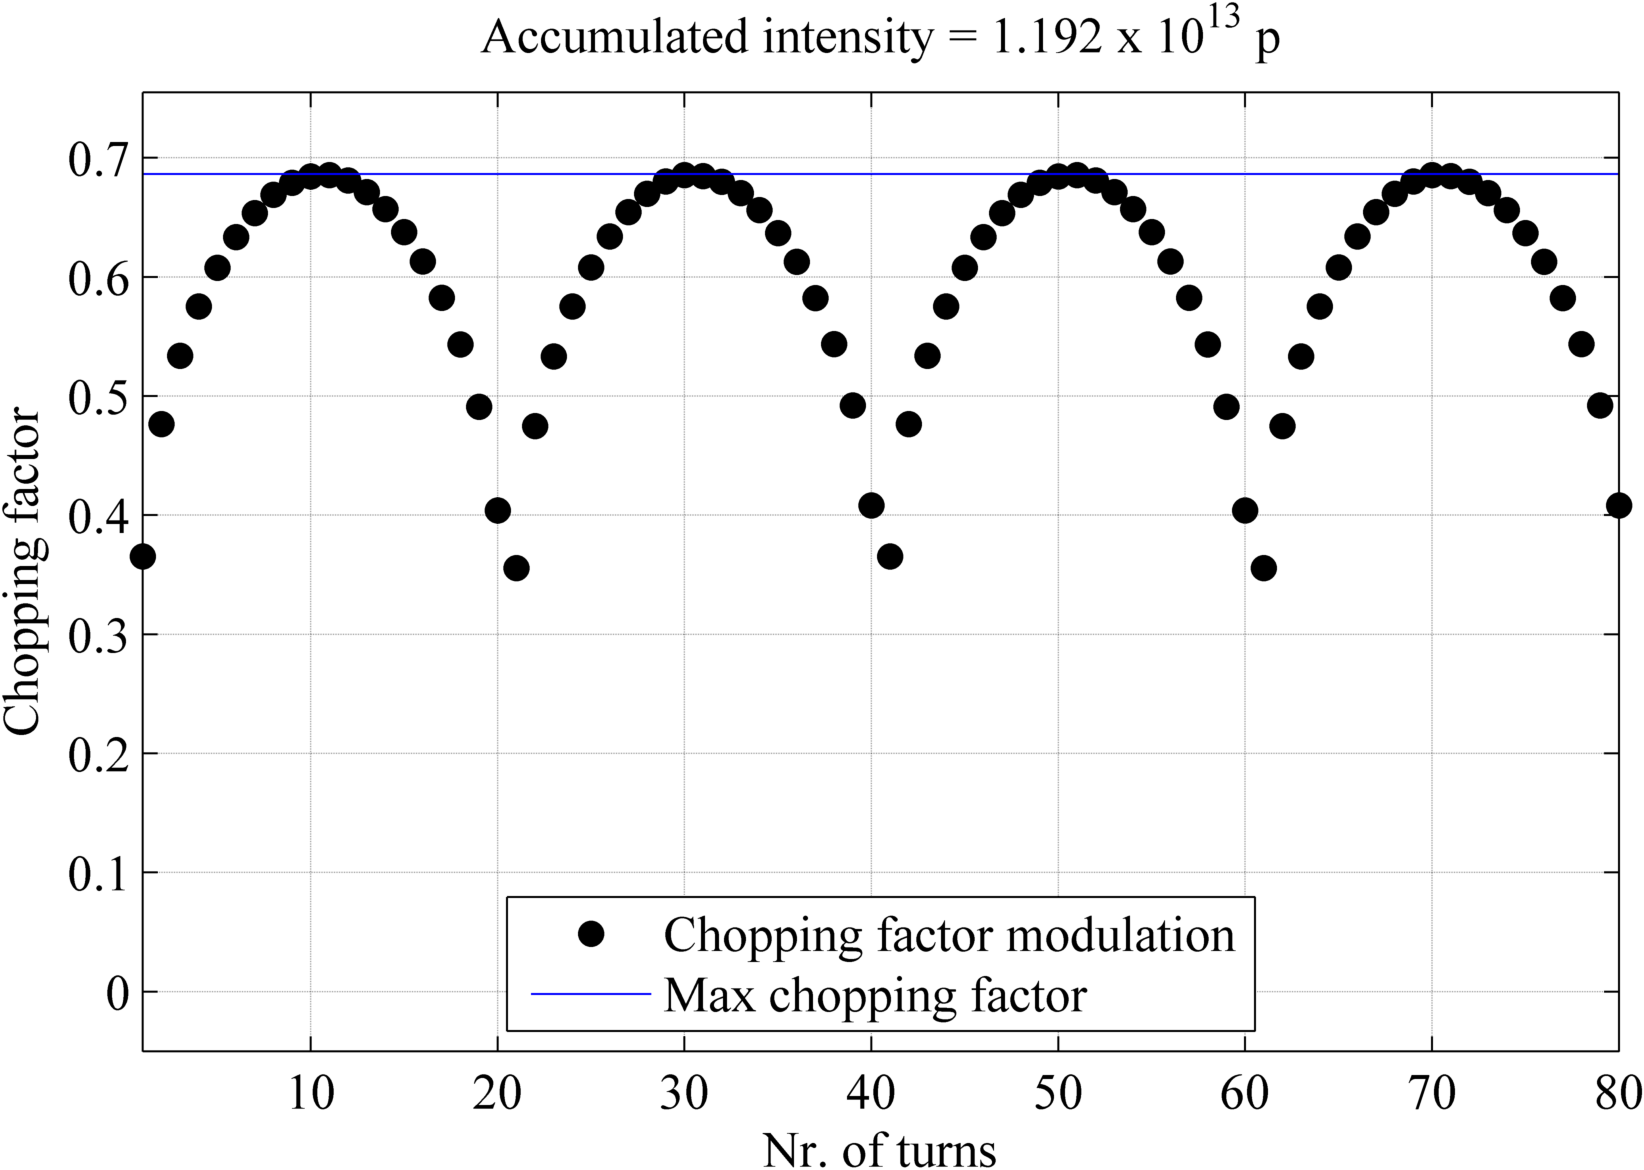 Accumulated intensity = 1.192 x 10^13 p
Chopping factor
0.7
0.6
0.5
0.4
0.3
0.2
0.1
0
Chopping factor modulation
Max chopping factor
10 20 30 40 50 60 70 80
Nr. of turns